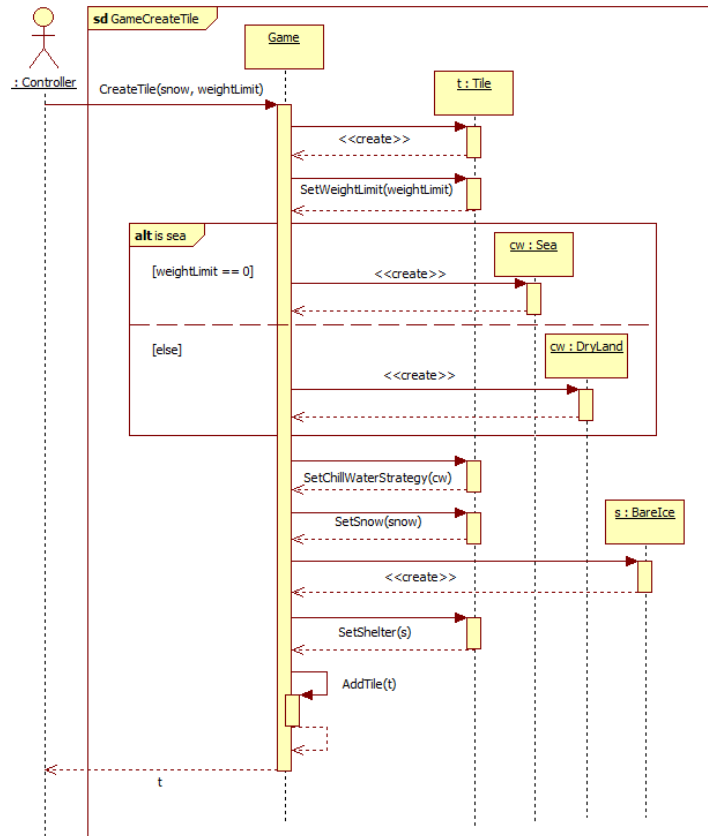 sd GameCreateTile
Game
: Controller
t : Tile
CreateTile(snow, weightLimit)
<<create>>
SetWeightLimit(weightLimit)
alt is sea
cw : Sea
[weightLimit == 0]
<<create>>
cw : DryLand
[else]
<<create>>
SetChillWaterStrategy(cw)
s : BareIce
SetSnow(snow)
<<create>>
SetShelter(s)
AddTile(t)
t